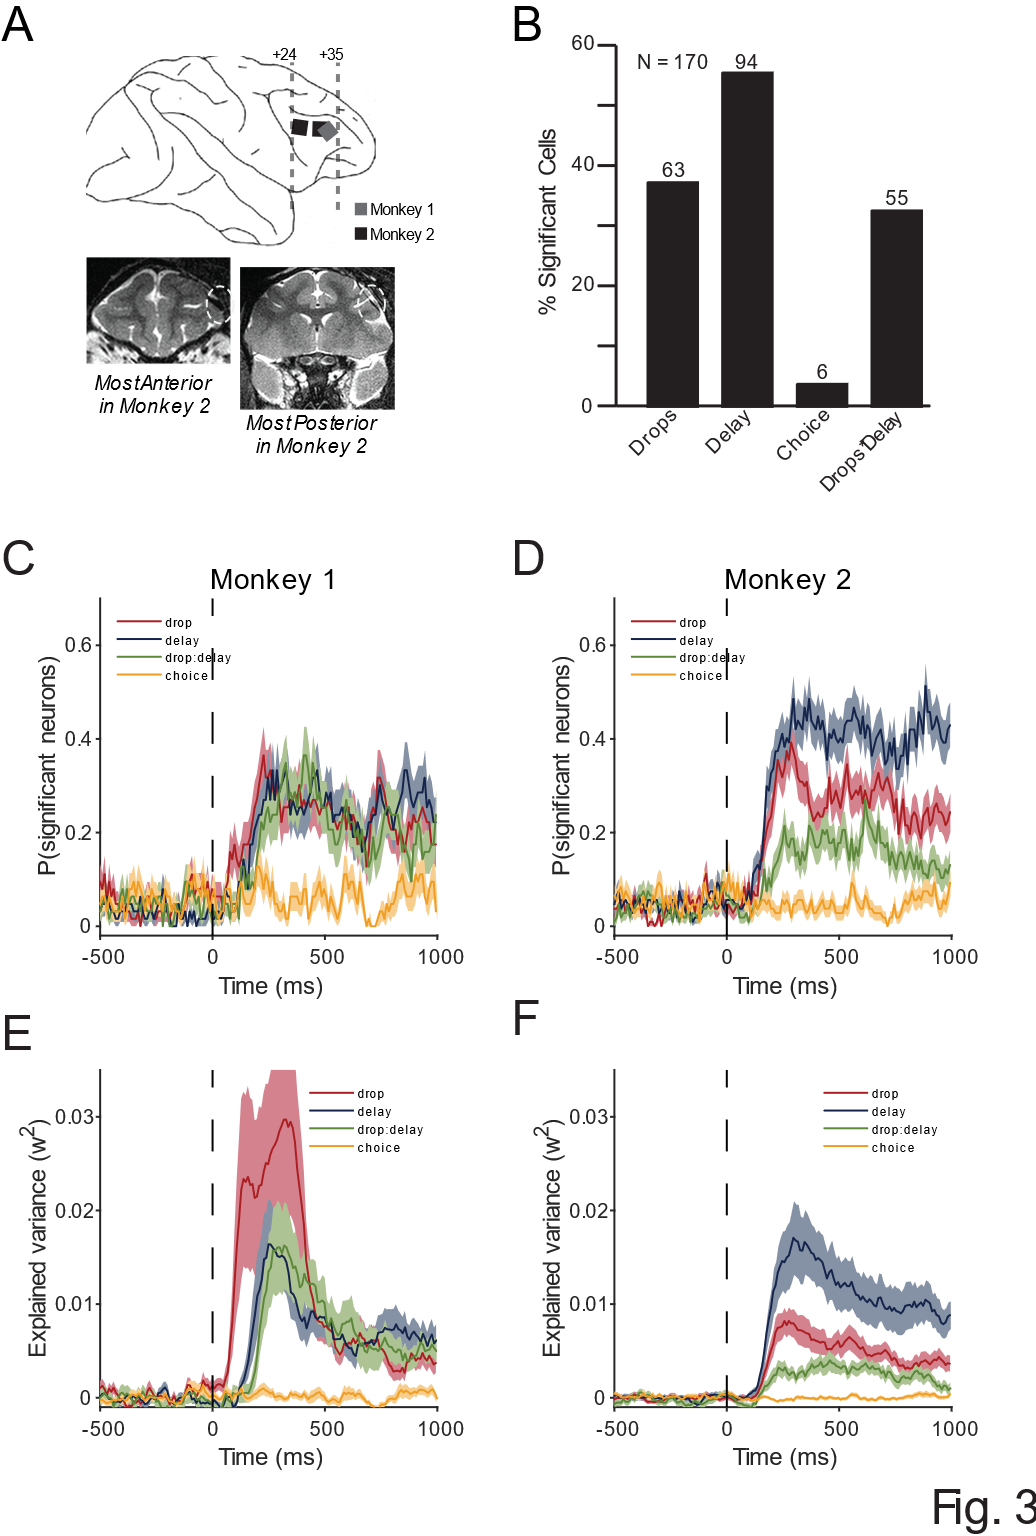 A
+24
+35
Monkey 1
Monkey 2
MostAnterior
in Monkey 2
MostPosterior
in Monkey 2
B
% Significant Cells
60
40
20
0
N = 170
63
94
6
55
Drops
Delay
Choice
Drops*Delay
C
Monkey 1
P(significant neurons)
0.6
0.4
0.2
0
drop
delay
drop:delay
choice
-500
0
500
1000
Time (ms)
D
Monkey 2
P(significant neurons)
0.6
0.4
0.2
0
drop
delay
drop:delay
choice
-500
0
500
1000
Time (ms)
E
Explained variance (w²)
0.03
0.02
0.01
0
drop
delay
drop:delay
choice
-500
0
500
1000
Time (ms)
F
Explained variance (w²)
0.03
0.02
0.01
0
drop
delay
drop:delay
choice
-500
0
500
1000
Time (ms)
Fig. 3